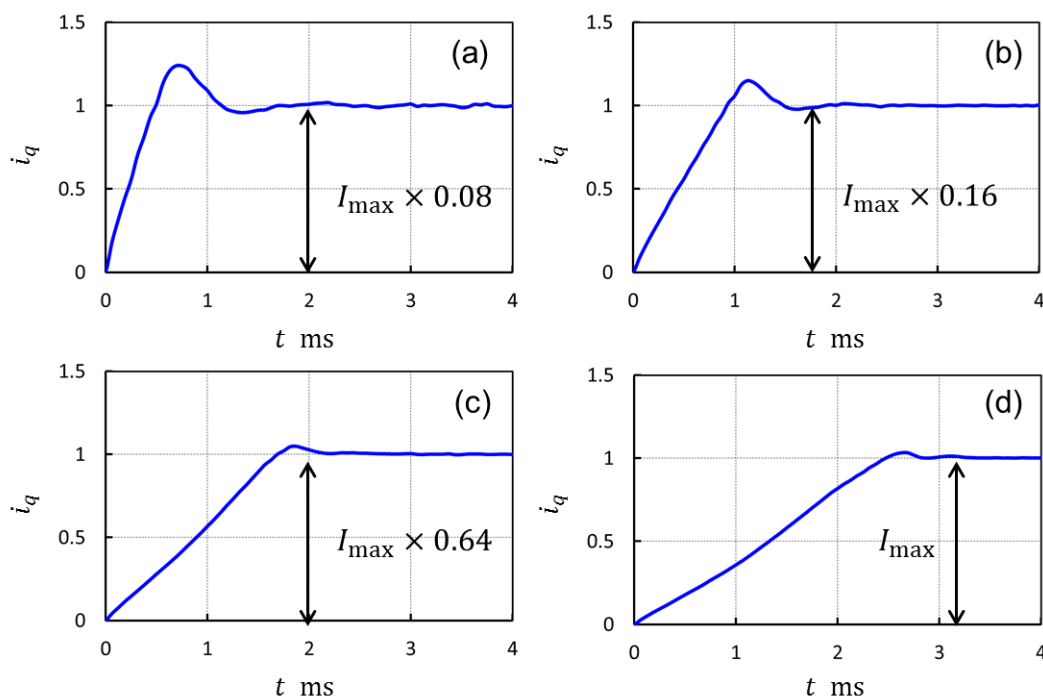 1.5
(a)
1
i_q
0.5
I_max × 0.08
0
0 1 2 3 4
t ms
1.5
(b)
1
i_q
0.5
I_max × 0.16
0
0 1 2 3 4
t ms
1.5
(c)
1
i_q
0.5
I_max × 0.64
0
0 1 2 3 4
t ms
1.5
(d)
1
i_q
0.5
I_max
0
0 1 2 3 4
t ms